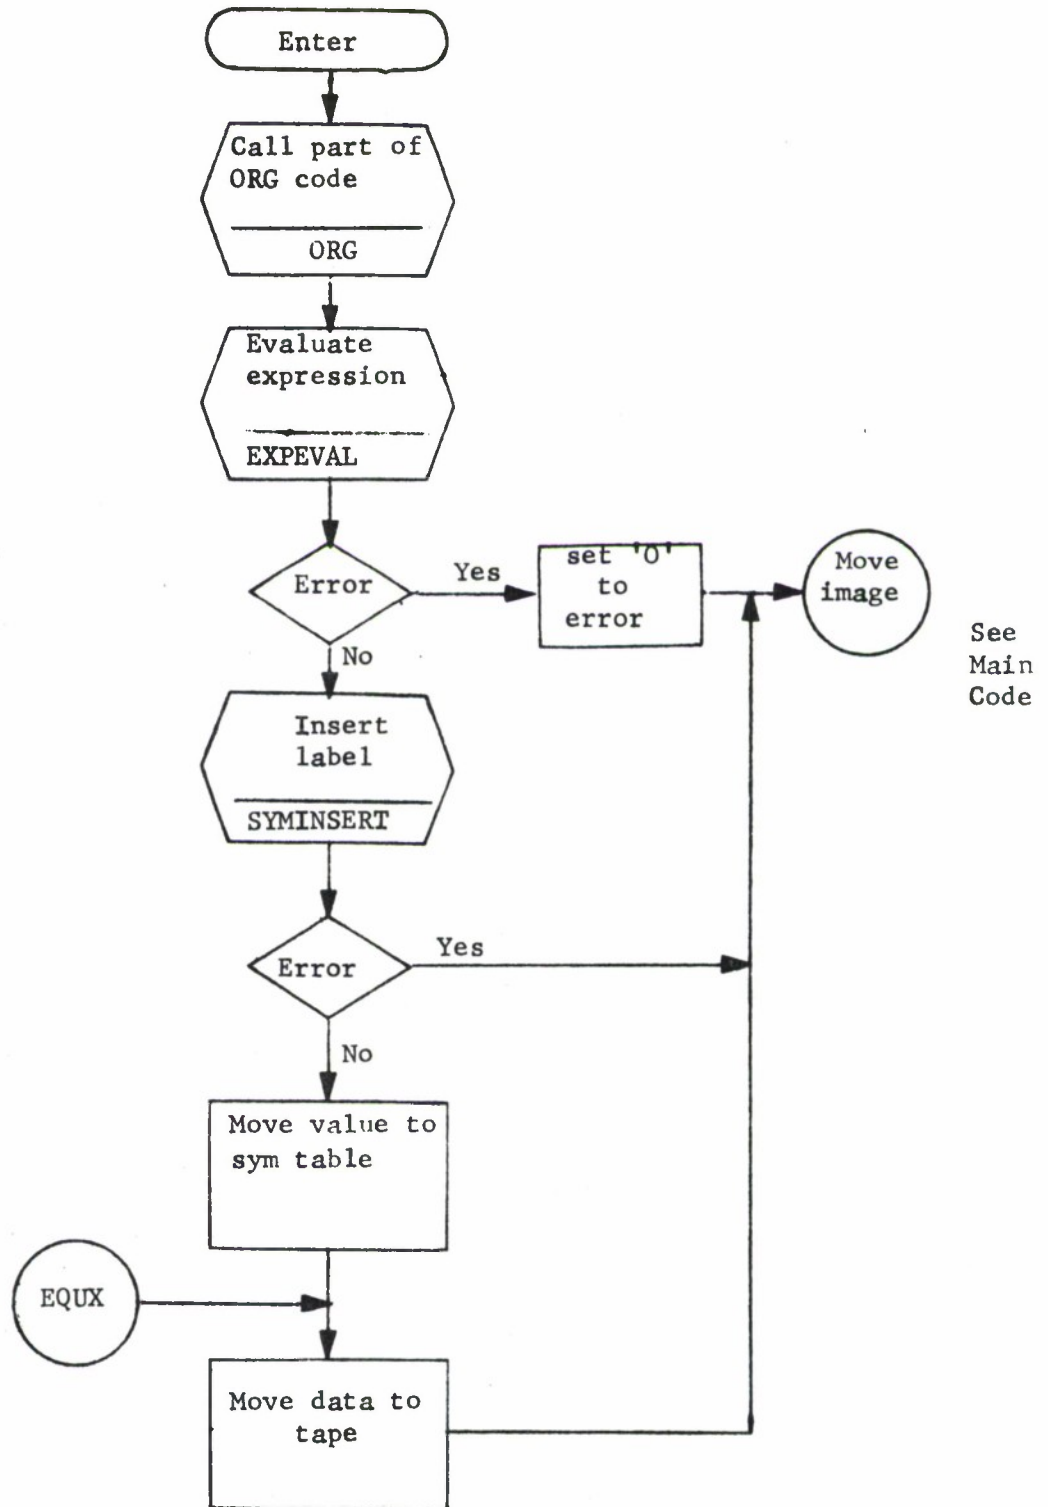 Enter
Call part of
ORG code
ORG
Evaluate
expression
EXPEVAL
Error
Yes
set 'O'
to
error
Move
image
See
Main
Code
No
Insert
label
SYMINSERT
Error
Yes
No
Move value to
sym table
EQUX
Move data to
tape